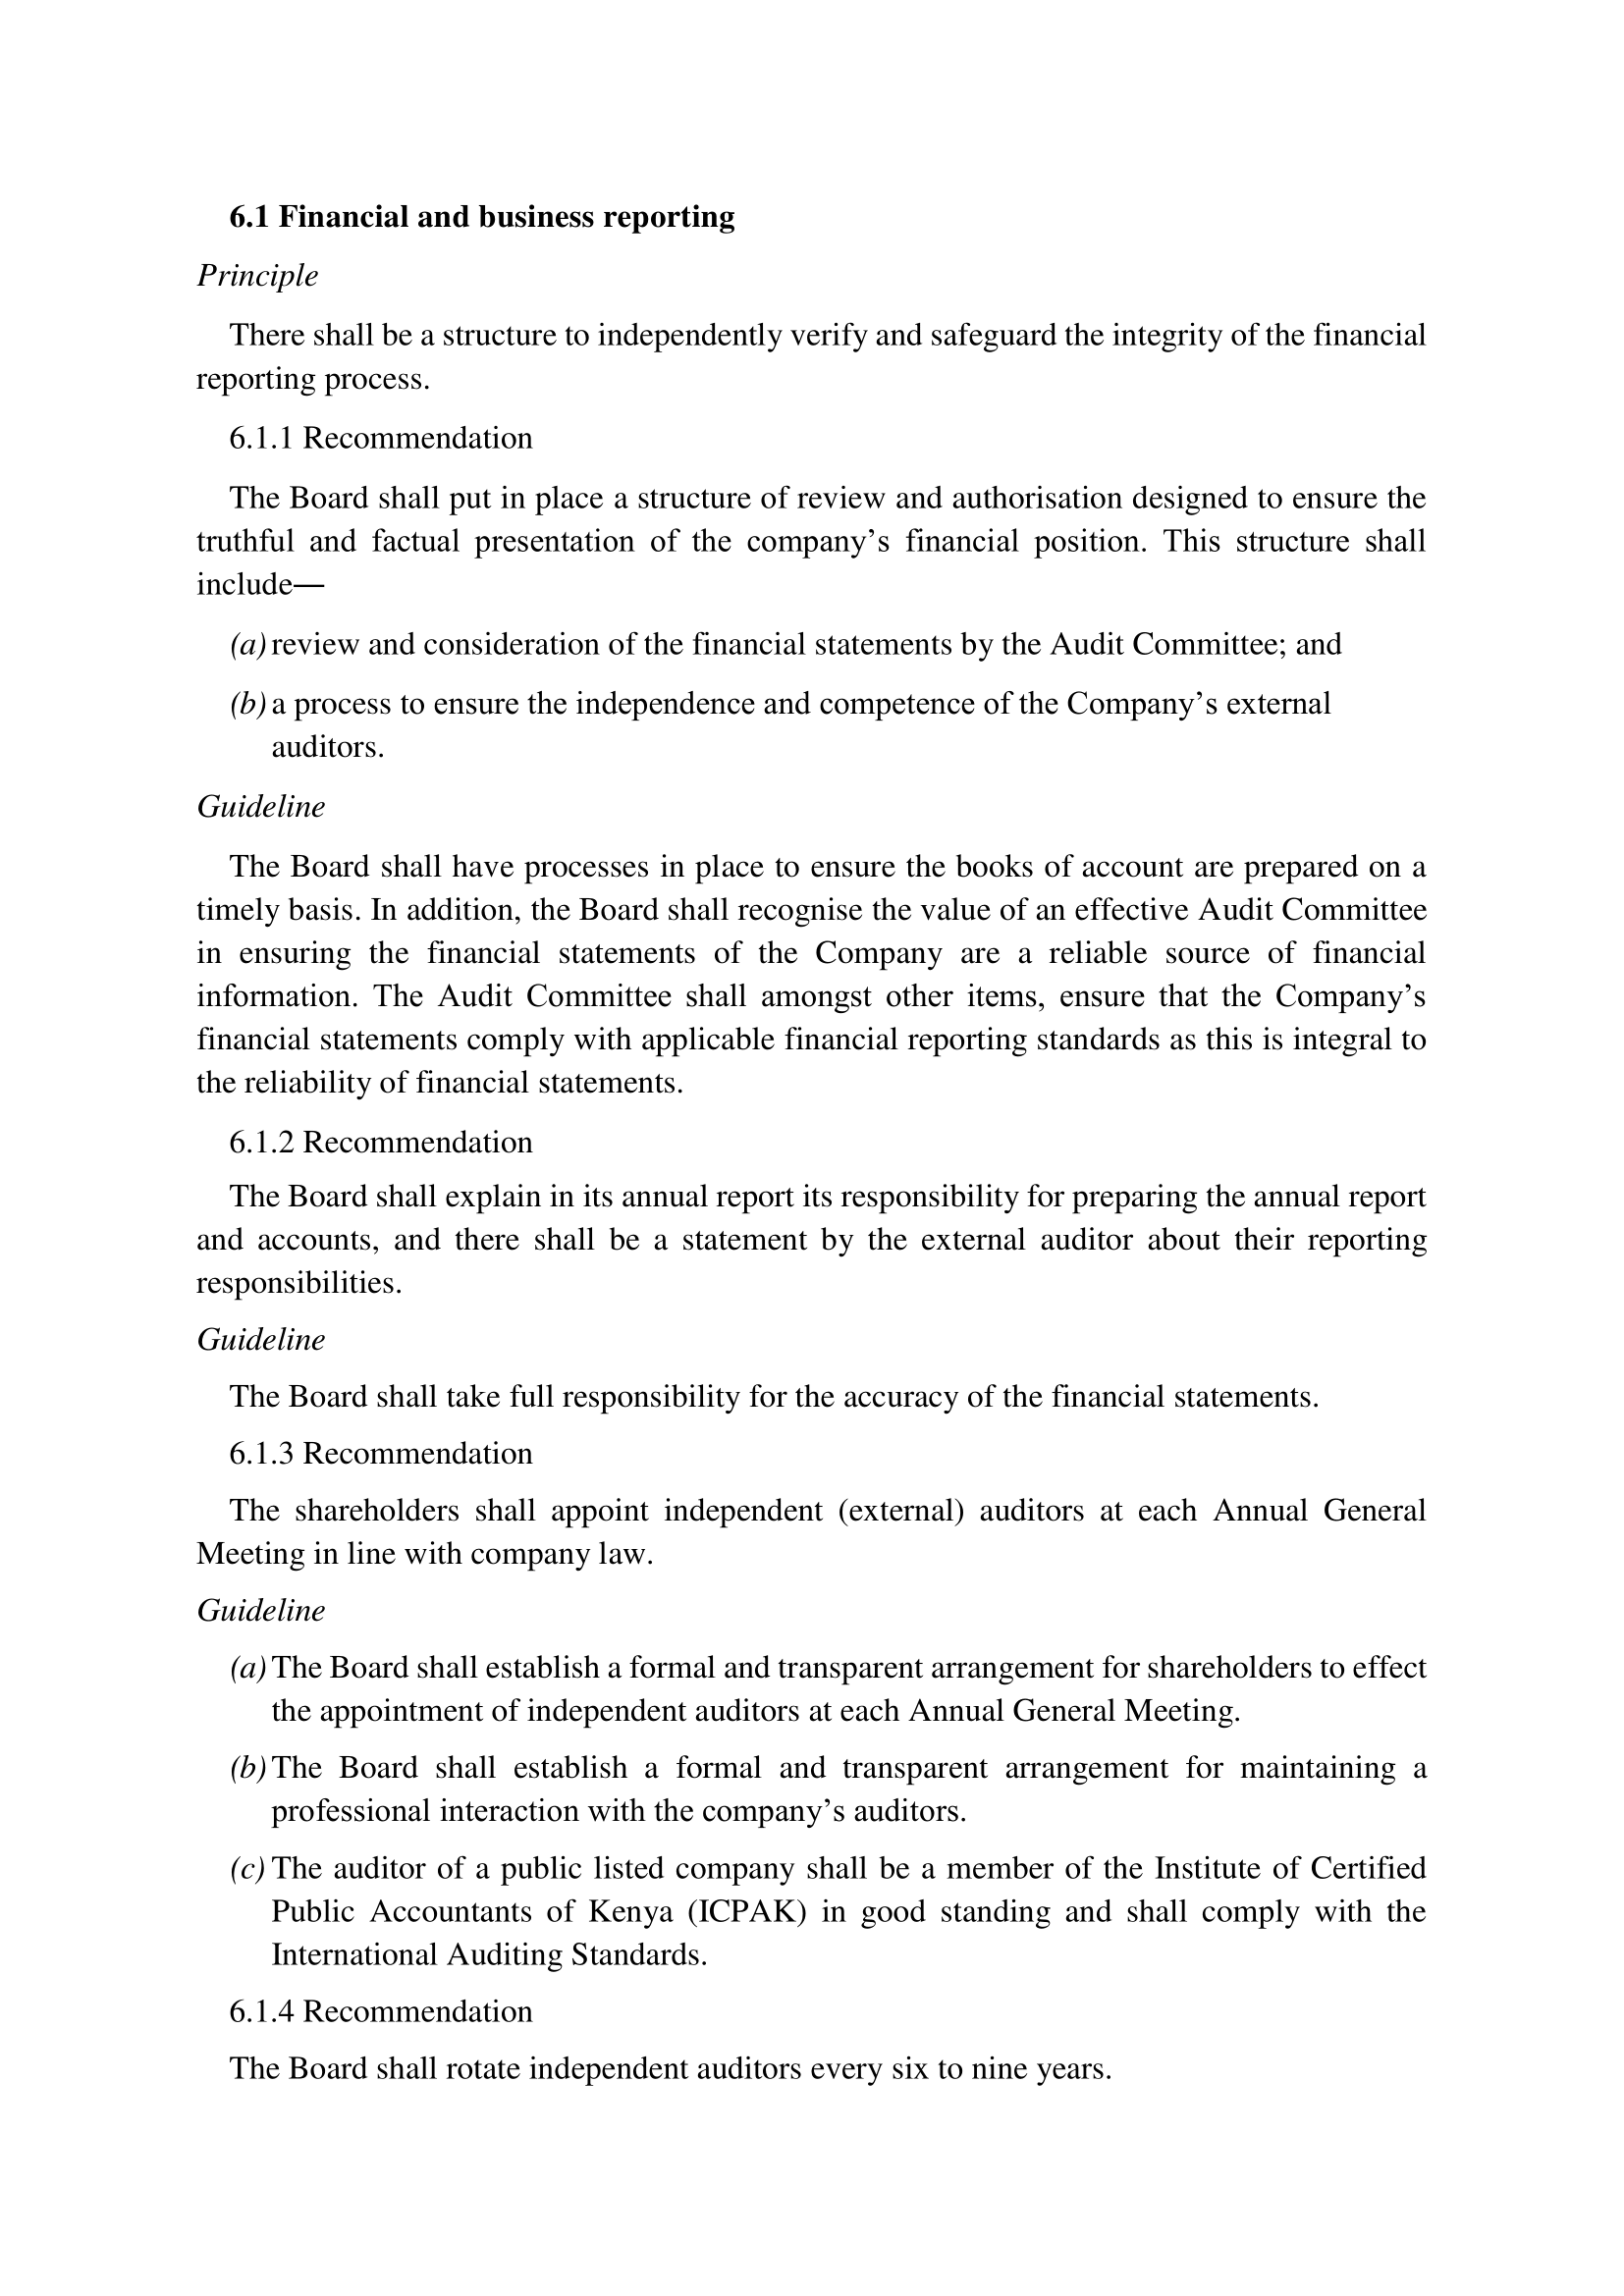 6.1 Financial and business reporting
Principle
There shall be a structure to independently verify and safeguard the integrity of the financial
reporting process.
6.1.1 Recommendation
The Board shall put in place a structure of review and authorisation designed to ensure the
truthful and factual presentation of the company’s financial position. This structure shall
include—
(a) review and consideration of the financial statements by the Audit Committee; and
(b) a process to ensure the independence and competence of the Company’s external
auditors.
Guideline
The Board shall have processes in place to ensure the books of account are prepared on a
timely basis. In addition, the Board shall recognise the value of an effective Audit Committee
in ensuring the financial statements of the Company are a reliable source of financial
information. The Audit Committee shall amongst other items, ensure that the Company’s
financial statements comply with applicable financial reporting standards as this is integral to
the reliability of financial statements.
6.1.2 Recommendation
The Board shall explain in its annual report its responsibility for preparing the annual report
and accounts, and there shall be a statement by the external auditor about their reporting
responsibilities.
Guideline
The Board shall take full responsibility for the accuracy of the financial statements.
6.1.3 Recommendation
The shareholders shall appoint independent (external) auditors at each Annual General
Meeting in line with company law.
Guideline
(a) The Board shall establish a formal and transparent arrangement for shareholders to effect
the appointment of independent auditors at each Annual General Meeting.
(b) The Board shall establish a formal and transparent arrangement for maintaining a
professional interaction with the company’s auditors.
(c) The auditor of a public listed company shall be a member of the Institute of Certified
Public Accountants of Kenya (ICPAK) in good standing and shall comply with the
International Auditing Standards.
6.1.4 Recommendation
The Board shall rotate independent auditors every six to nine years.